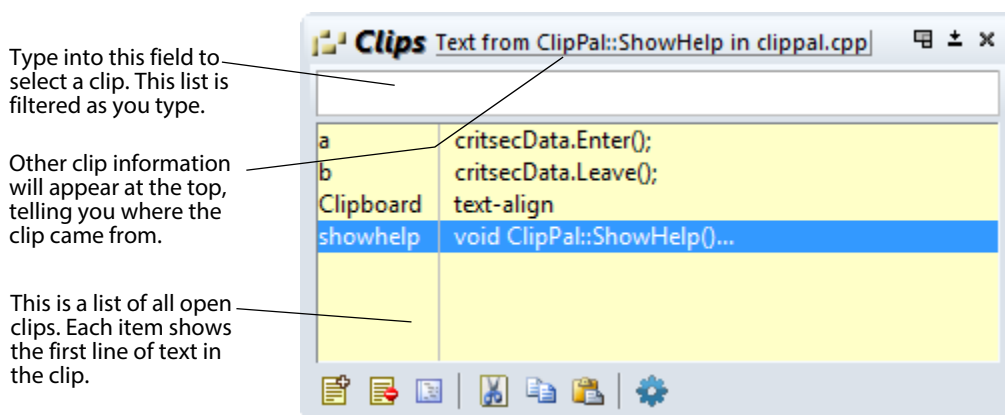 Type into this field to
select a clip. This list is
filtered as you type.
Other clip information
will appear at the top,
telling you where the
clip came from.
This is a list of all open
clips. Each item shows
the first line of text in
the clip.
Clips Text from ClipPal::ShowHelp in clippal.cpp
a critsecData.Enter();
b critsecData.Leave();
Clipboard text-align
showhelp void ClipPal::ShowHelp()...